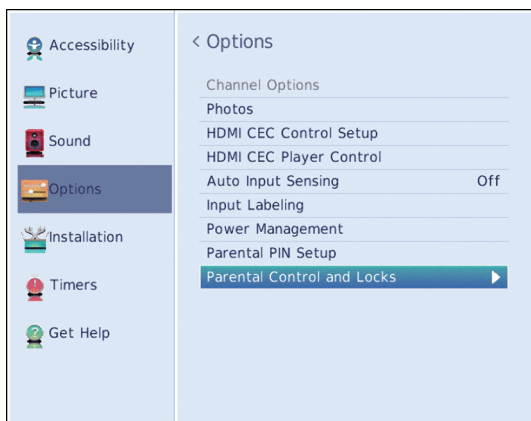 Accessibility
Picture
Sound
Options
Installation
Timers
Get Help
< Options
Channel Options
Photos
HDMI CEC Control Setup
HDMI CEC Player Control
Auto Input Sensing Off
Input Labeling
Power Management
Parental PIN Setup
Parental Control and Locks